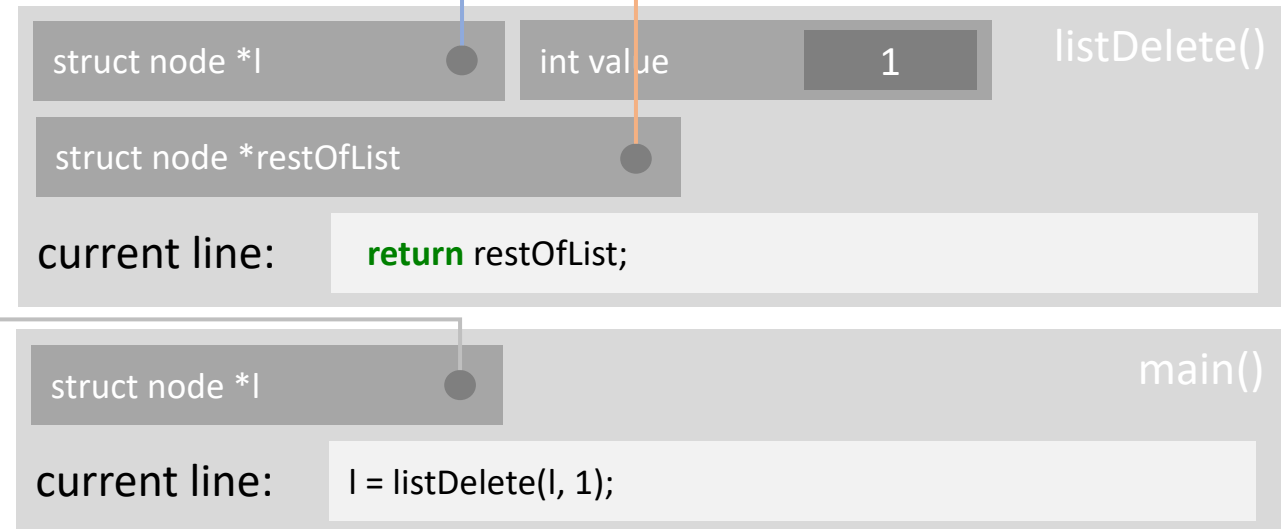 listDelete()
struct node *l
int value 1
struct node *restOfList
current line: return restOfList;
main()
struct node *l
current line: l = listDelete(l, 1);